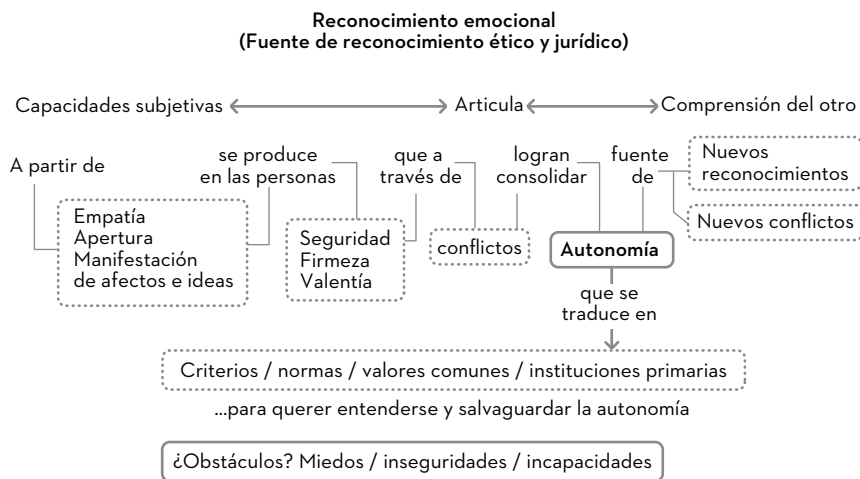 Reconocimiento emocional
(Fuente de reconocimiento ético y jurídico)
Capacidades subjetivas
Articula
Comprensión del otro
A partir de
Empatía
Apertura
Manifestación
de afectos e ideas
se produce
en las personas
Seguridad
Firmeza
Valentía
que a
través de
conflictos
logran
consolidar
Autonomía
fuente
de
Nuevos
reconocimientos
Nuevos conflictos
que se
traduce en
Criterios / normas / valores comunes / instituciones primarias
...para querer entenderse y salvaguardar la autonomía
¿Obstáculos? Miedos / inseguridades / incapacidades